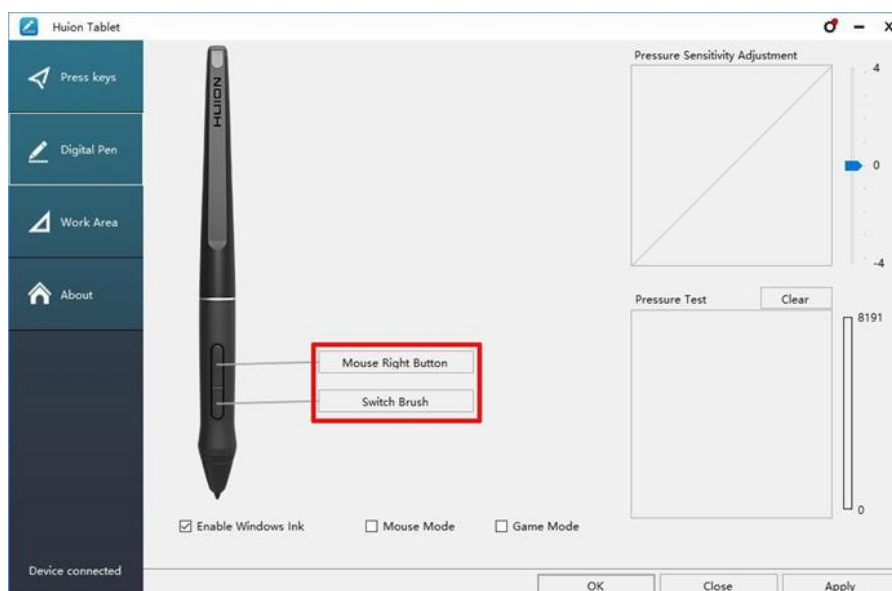 Huion Tablet
Press keys
Digital Pen
Work Area
About
Device connected
HUION
Mouse Right Button
Switch Brush
Enable Windows Ink
Mouse Mode
Game Mode
Pressure Sensitivity Adjustment
4
0
-4
Pressure Test
Clear
8191
0
OK
Close
Apply